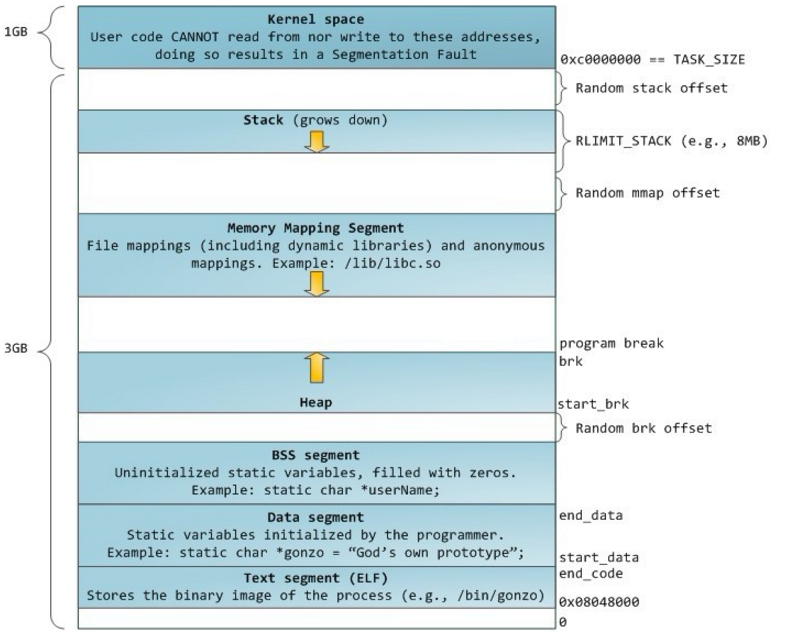 1GB
Kernel space
User code CANNOT read from nor write to these addresses,
doing so results in a Segmentation Fault
0xc0000000 == TASK_SIZE
Random stack offset
Stack (grows down)
RLIMIT_STACK (e.g., 8MB)
Random mmap offset
Memory Mapping Segment
File mappings (including dynamic libraries) and anonymous
mappings. Example: /lib/libc.so
3GB
program break
brk
Heap
start_brk
Random brk offset
BSS segment
Uninitialized static variables, filled with zeros.
Example: static char *userName;
Data segment
Static variables initialized by the programmer.
Example: static char *gonzo = “God’s own prototype”;
end_data
start_data
end_code
Text segment (ELF)
Stores the binary image of the process (e.g., /bin/gonzo)
0x08048000
0